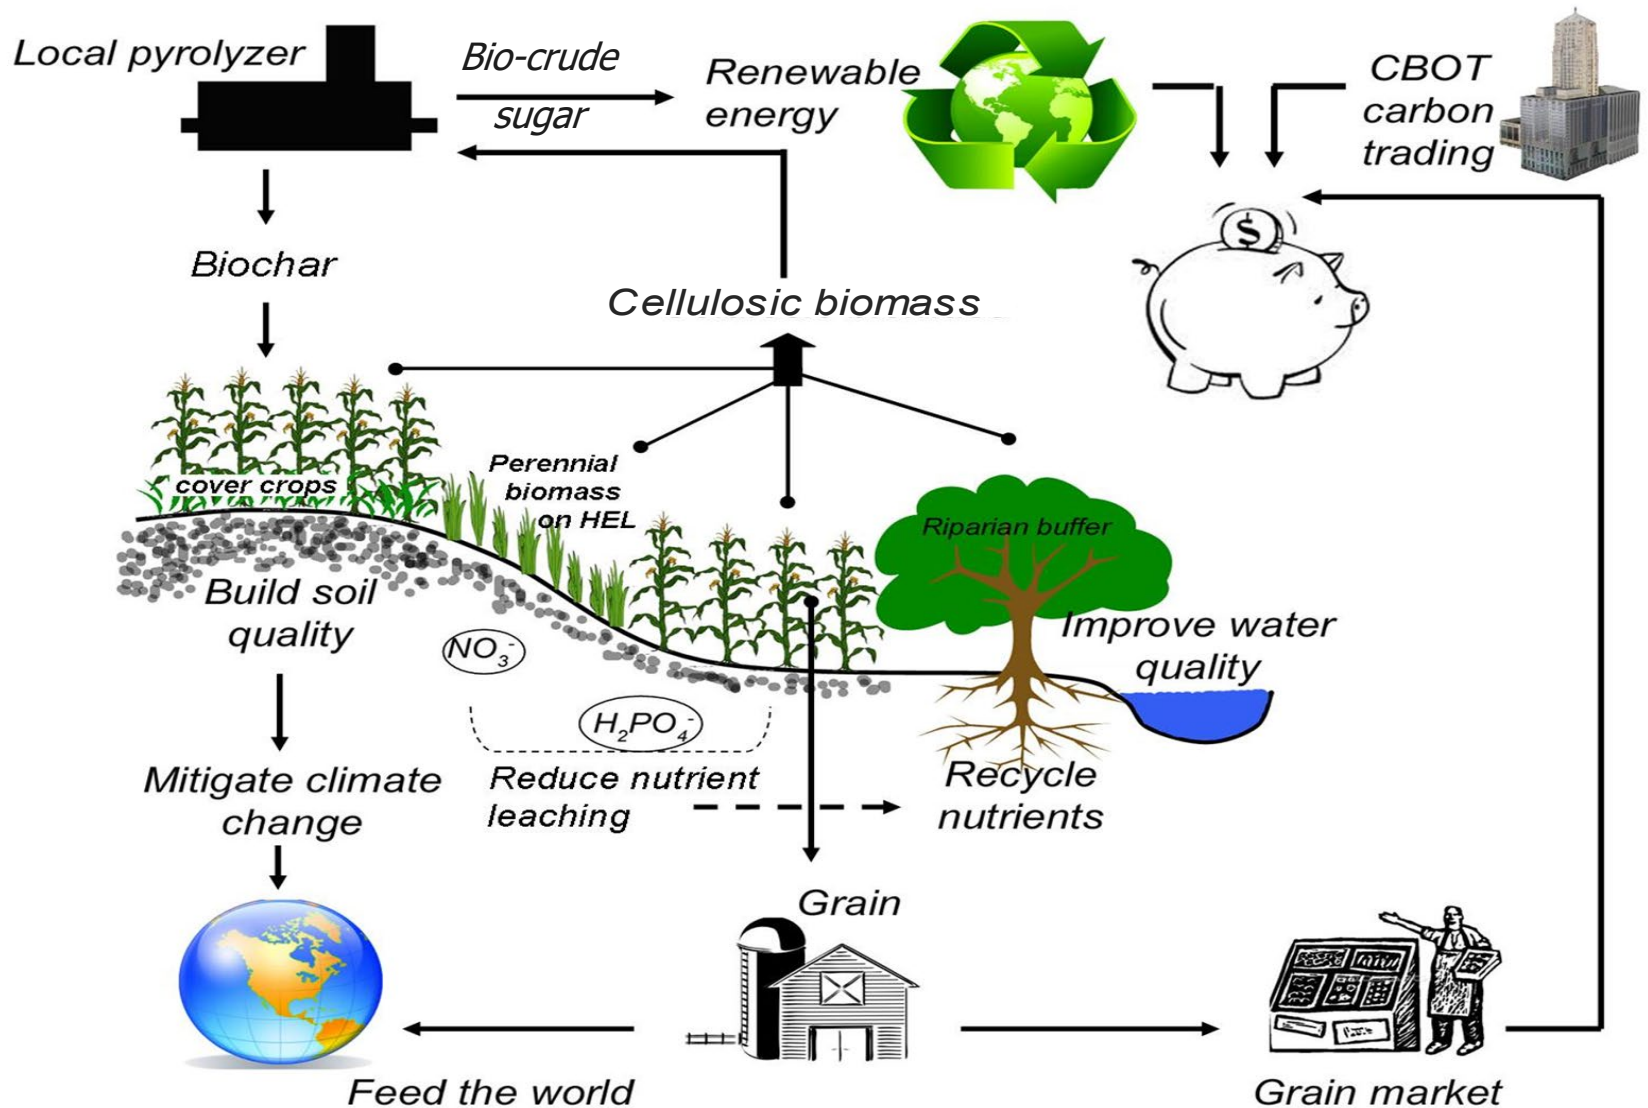 Local pyrolyzer
Bio-crude
sugar
Renewable
energy
CBOT
carbon
trading
Biochar
$
Cellulosic biomass
cover crops
Perennial
biomass
on HEL
Riparian buffer
Build soil
quality
NO3-
Improve water
quality
H2PO4-
Mitigate climate
change
Reduce nutrient
leaching
Recycle
nutrients
Grain
Feed the world
Grain market